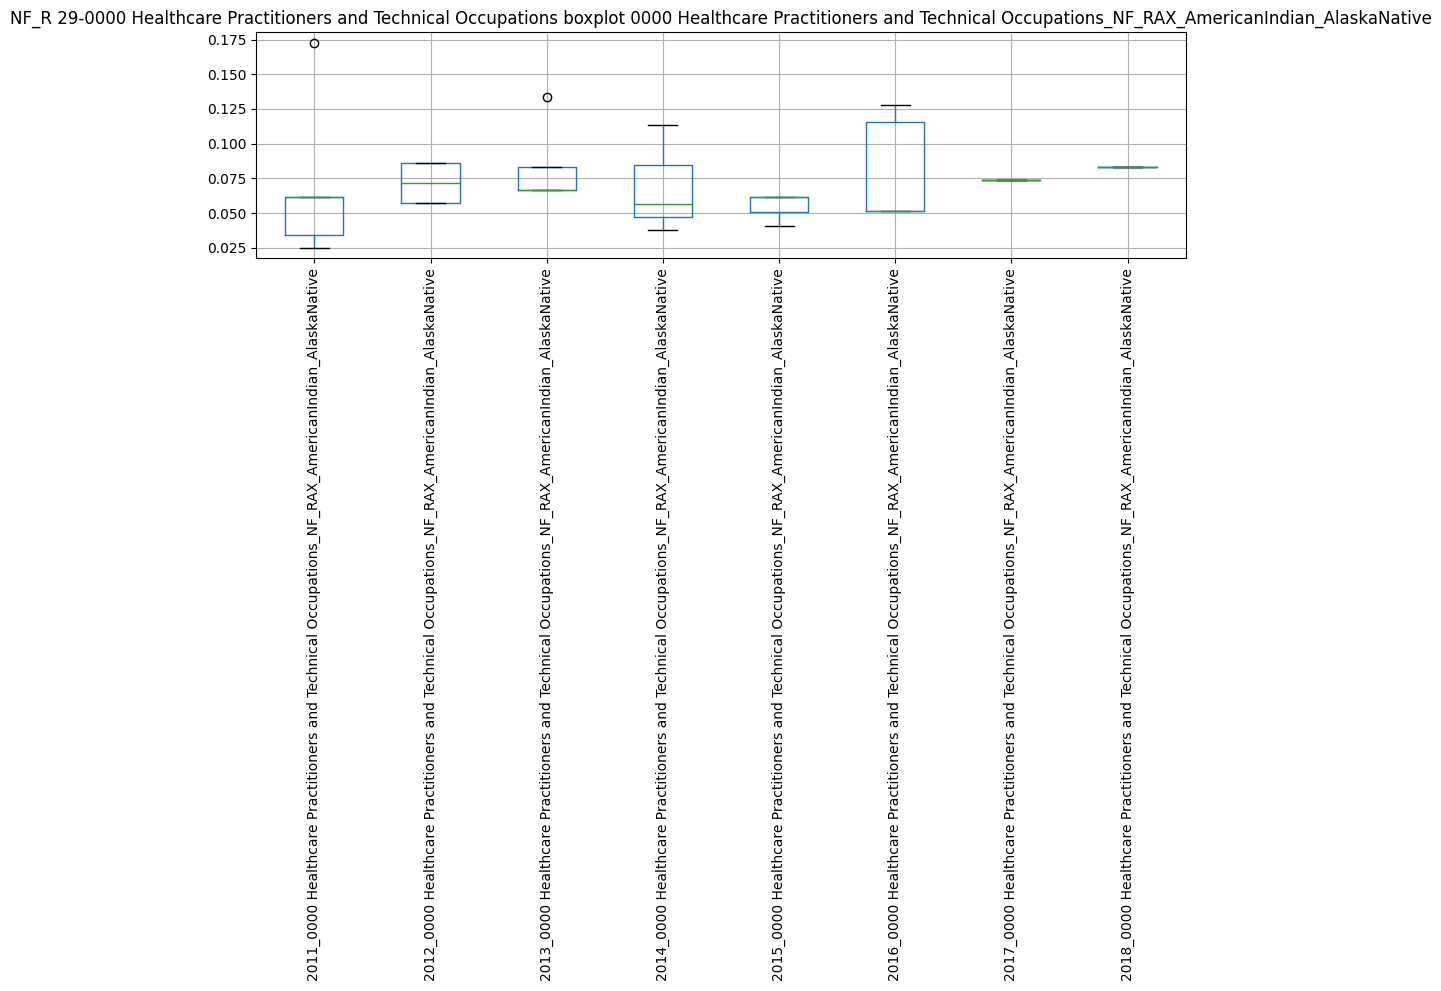 NF_R 29-0000 Healthcare Practitioners and Technical Occupations boxplot 0000 Healthcare Practitioners and Technical Occupations_NF_RAX_AmericanIndian_AlaskaNative
0.175
0.150
0.125
0.100
0.075
0.050
0.025
2011_0000 Healthcare Practitioners and Technical Occupations_NF_RAX_AmericanIndian_AlaskaNative
2012_0000 Healthcare Practitioners and Technical Occupations_NF_RAX_AmericanIndian_AlaskaNative
2013_0000 Healthcare Practitioners and Technical Occupations_NF_RAX_AmericanIndian_AlaskaNative
2014_0000 Healthcare Practitioners and Technical Occupations_NF_RAX_AmericanIndian_AlaskaNative
2015_0000 Healthcare Practitioners and Technical Occupations_NF_RAX_AmericanIndian_AlaskaNative
2016_0000 Healthcare Practitioners and Technical Occupations_NF_RAX_AmericanIndian_AlaskaNative
2017_0000 Healthcare Practitioners and Technical Occupations_NF_RAX_AmericanIndian_AlaskaNative
2018_0000 Healthcare Practitioners and Technical Occupations_NF_RAX_AmericanIndian_AlaskaNative